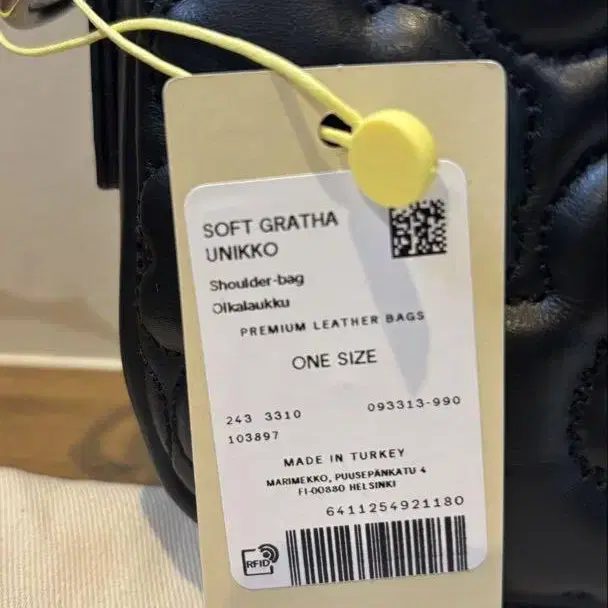 SOFT GRATHA
UNIKKO
Shoulder-bag
Olkalaukku
PREMIUM LEATHER BAGS
ONE SIZE
243 3310 093313-990
103897
MADE IN TURKEY
MARIMEKKO, PUUSEPÄNKATU 4
FI-00880 HELSINKI
6411254921180
RFID